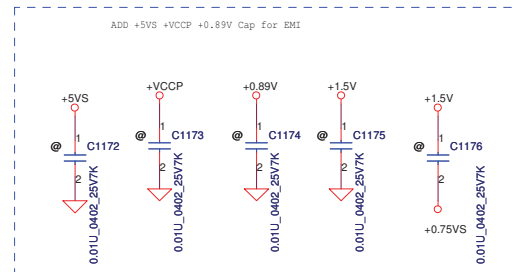 ADD +5VS +VCCP +0.89V Cap for EMI
+5VS
1
@
C1172
2
0.01U_0402_25V7K
+VCCP
1
@
C1173
2
0.01U_0402_25V7K
+0.89V
1
@
C1174
2
0.01U_0402_25V7K
+1.5V
1
@
C1175
2
0.01U_0402_25V7K
+1.5V
1
@
C1176
2
0.01U_0402_25V7K
+0.75VS